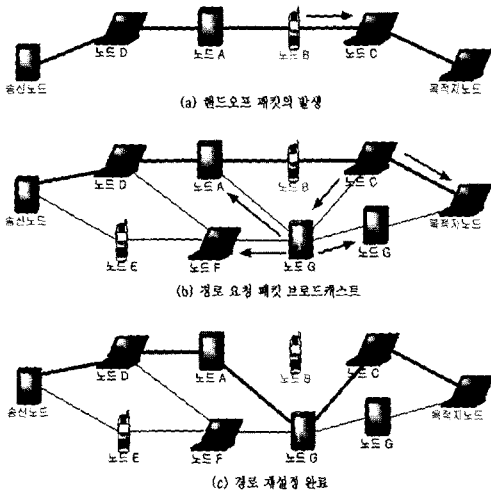 노드 D
노드 A
노드 B
노드 C
송신노드
목적지노드
(a) 핸드오프 패킷의 발생
노드 D
노드 A
노드 B
노드 C
송신노드
목적지노드
노드 E
노드 F
노드 G
노드 G
(b) 경로 요청 패킷 브로드캐스트
노드 D
노드 A
노드 B
노드 C
송신노드
목적지노드
노드 E
노드 F
노드 G
노드 G
(c) 경로 재설정 완료